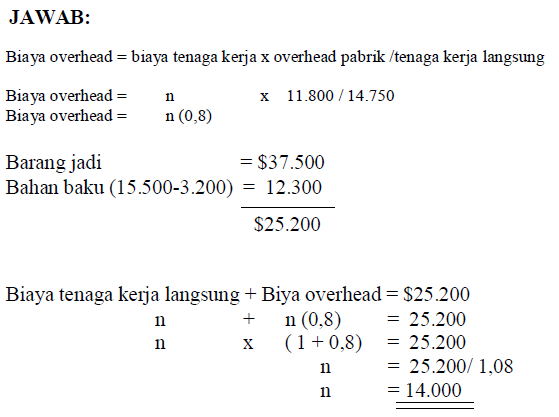 JAWAB:
Biaya overhead = biaya tenaga kerja x overhead pabrik /tenaga kerja langsung
Biaya overhead = n x 11.800 / 14.750
Biaya overhead = n (0,8)
Barang jadi = $37.500
Bahan baku (15.500-3.200) = 12.300
$25.200
Biaya tenaga kerja langsung + Biya overhead = $25.200
n + n (0,8) = 25.200
n x ( 1 + 0,8) = 25.200
n = 25.200/ 1,08
n = 14.000